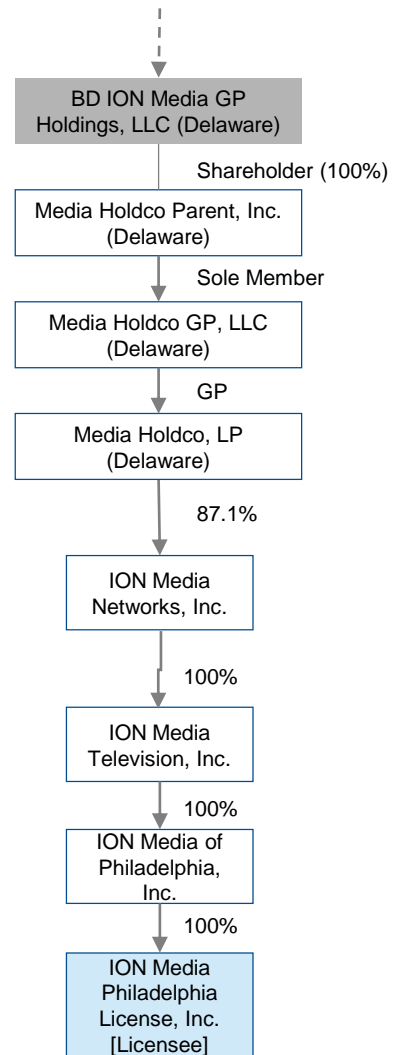 BD ION Media GP
Holdings, LLC (Delaware)
Shareholder (100%)
Media Holdco Parent, Inc.
(Delaware)
Sole Member
Media Holdco GP, LLC
(Delaware)
GP
Media Holdco, LP
(Delaware)
87.1%
ION Media
Networks, Inc.
100%
ION Media
Television, Inc.
100%
ION Media of
Philadelphia,
Inc.
100%
ION Media
Philadelphia
License, Inc.
[Licensee]